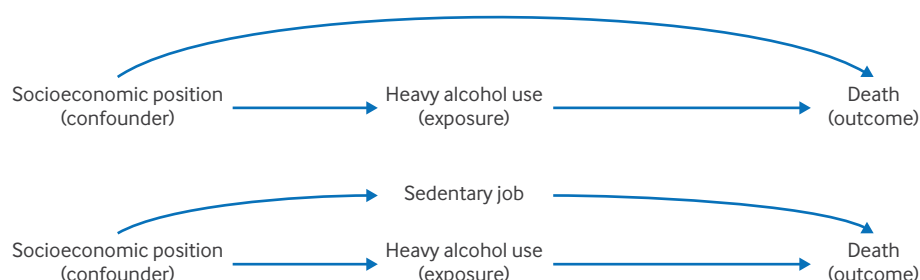 Socioeconomic position
(confounder)
Heavy alcohol use
(exposure)
Death
(outcome)
Sedentary job
Socioeconomic position
(confounder)
Heavy alcohol use
(exposure)
Death
(outcome)